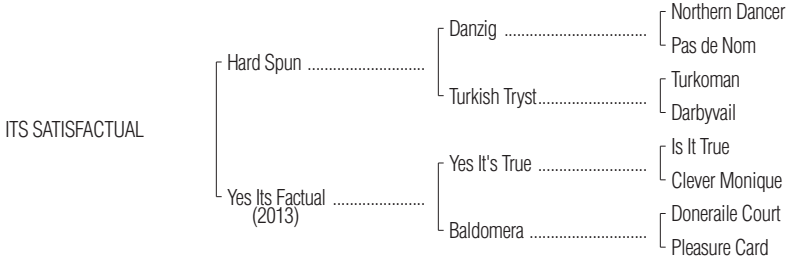 Northern Dancer
Danzig ..................................
Pas de Nom
Hard Spun ............................
Turkoman
Turkish Tryst..........................
Darbyvail
ITS SATISFACTUAL
Is It True
Yes It's True ..........................
Clever Monique
Yes Its Factual ......................
(2013)
Doneraile Court
Baldomera ............................
Pleasure Card